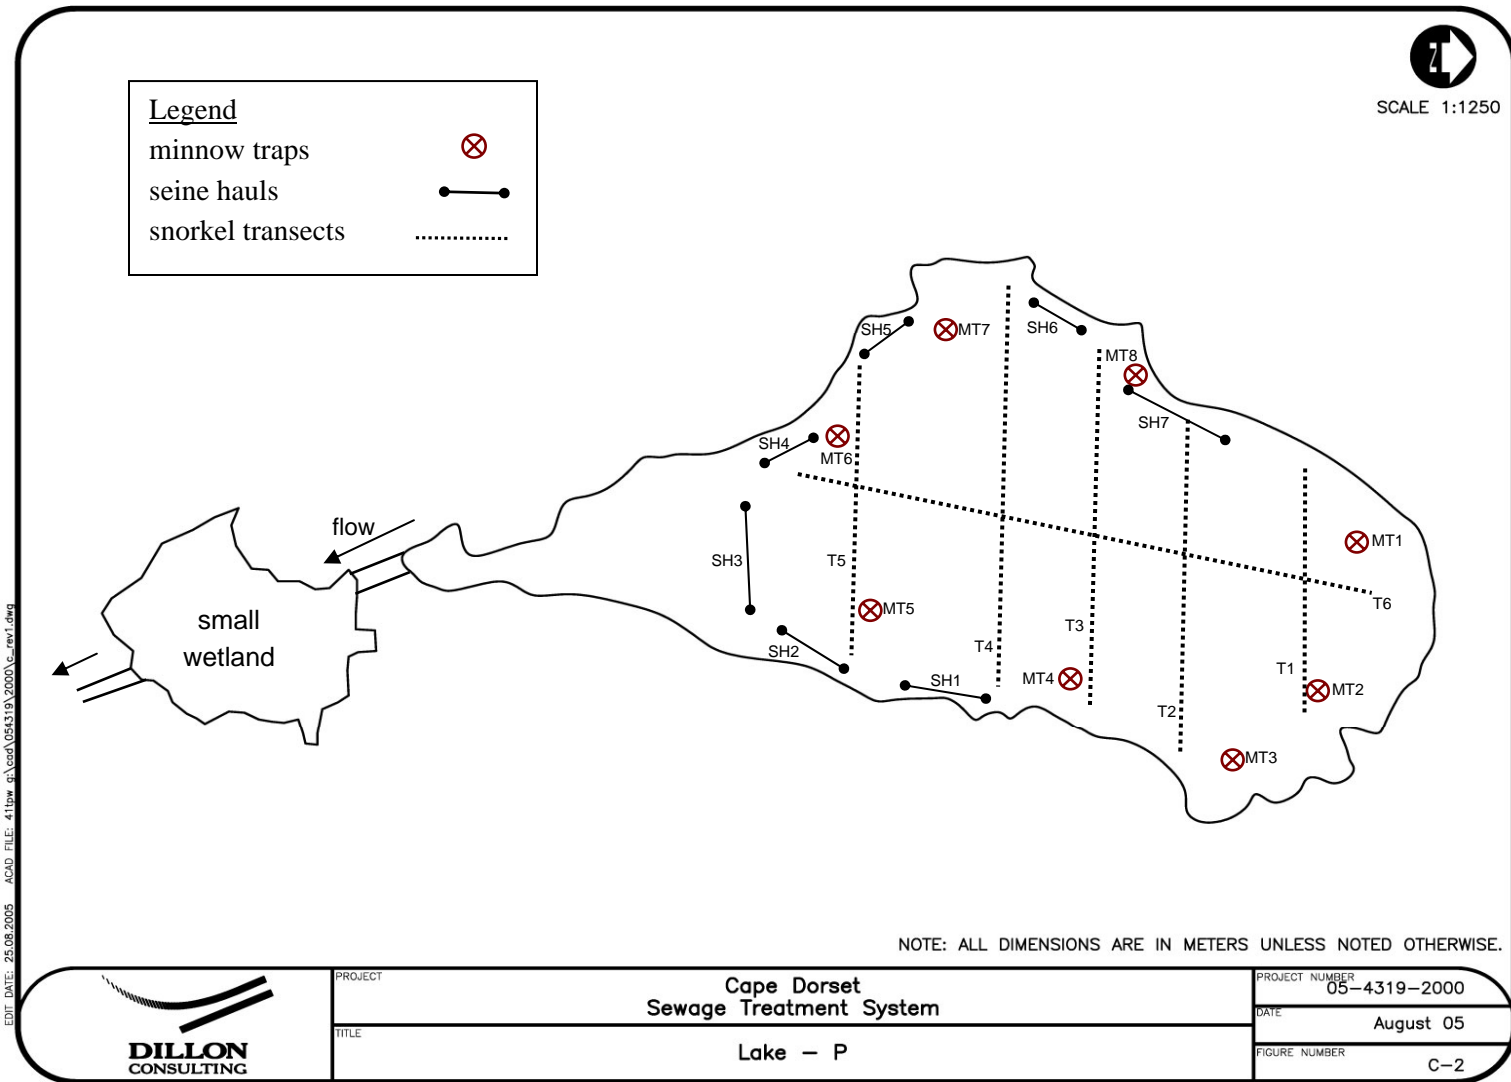 Z
SCALE 1:1250
Legend
minnow traps
seine hauls
snorkel transects
SH5
MT7
SH6
MT8
SH7
SH4
MT6
flow
SH3
T5
MT1
T6
small
wetland
MT5
T3
T4
SH2
SH1
MT4
T1
MT2
T2
MT3
NOTE: ALL DIMENSIONS ARE IN METERS UNLESS NOTED OTHERWISE.
PROJECT
Cape Dorset
Sewage Treatment System
TITLE
Lake – P
PROJECT NUMBER
05–4319–2000
DATE
August 05
FIGURE NUMBER
C–2
DILLON
CONSULTING
EDIT DATE: 25.08.2005 ACAD FILE: 41tpw g:\cad\054319\2000\c_rev1.dwg